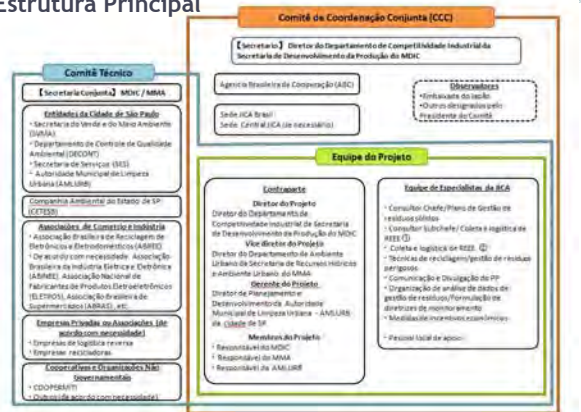 Estrutura Principal
Comitê de Coordenação Conjunta (CCC)
【Secretario】 Diretor do Departamento de Competitividade Industrial da
Secretaria de Desenvolvimento da Produção do MDIC
Agencia Brasileira de Cooperação (ABC)
Sede JICA Brasil
Sede Central JICA (se necessário)
Observadores
•Embaixada do Japão
•Outros designados pelo
Presidente do Comitê
Comitê Técnico
【Secretaria Conjunta】 MDIC / MMA
Entidades da Cidade de São Paulo
・Secretaria do Verde e do Meio Ambiente
(SVMA)
・Departamento de Controle de Qualidade
Ambiental (DECONT)
・Secretaria de Serviços (SES)
・Autoridade Municipal de Limpeza
Urbana (AMLURB)
Companhia Ambiental do Estado de SP
(CETESB)
Associações de Comercio e Indústria
・Associação Brasileira de Reciclagem de
Eletrônicos e Eletrodomésticos (ABREE)
・De acordo com necessidade: Associação
Brasileira da Indústria Elétrica e Eletrônica
(ABINEE), Associação Nacional de
Fabricantes de Produtos Eletroeletrônicos
(ELETROS), Associação Brasileira de
Supermercados (ABRAS), etc.
Empresas Privadas ou Associações (de
acordo com necessidade)
・Empresas de logística reversa
・Empresas recicladoras
Cooperativas e Organizações Não
Governamentais
・COOPERMITI
・Outros (de acordo com necessidade)
Equipe do Projeto
Contraparte
Diretor do Projeto
Diretor do Departamento de
Competitividade Industrial da Secretaria
de Desenvolvimento da Produção do MDIC
Vice diretor do Projeto
Diretor do Departamento de Ambiente
Urbano da Secretaria de Recursos Hídricos
e Ambiente Urbano do MMA
Gerente do Projeto
Diretor de Planejamento e
Desenvolvimento da Autoridade
Municipal de Limpeza Urbana - AMLURB
da Cidade de SP
Membros do Projeto
・Responsável do MDIC
・Responsável do MMA
・Responsável da AMLURB
Equipe de Especialistas da JICA
・Consultor Chefe/Plano de Gestão de
resíduos sólidos
・Consultor Subchefe/ Coleta e logística de
REEE ①
・Coleta e logística de REEE ②
・Técnicas de reciclagem/gestão de resíduos
perigosos
・Comunicação e Divulgação do PP
・Organização de análise de dados de
gestão de resíduos/Formulação de
diretrizes de monitoramento
・Medidas de incentivos econômicos
・Pessoal local de apoio